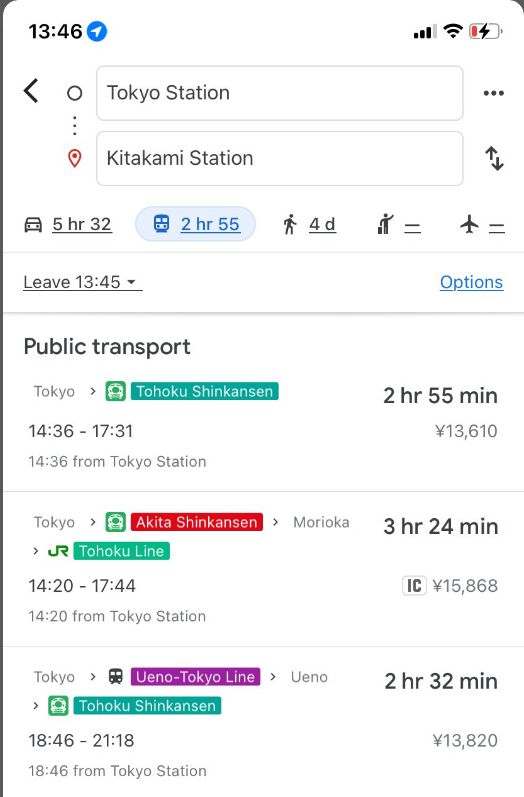 13:46
Tokyo Station
Kitakami Station
5 hr 32 2 hr 55 4 d — —
Leave 13:45 Options
Public transport
Tokyo > Tohoku Shinkansen 2 hr 55 min
14:36 - 17:31 ¥13,610
14:36 from Tokyo Station
Tokyo > Akita Shinkansen > Morioka 3 hr 24 min
> JR Tohoku Line
14:20 - 17:44 IC ¥15,868
14:20 from Tokyo Station
Tokyo > Ueno-Tokyo Line > Ueno 2 hr 32 min
> Tohoku Shinkansen
18:46 - 21:18 ¥13,820
18:46 from Tokyo Station